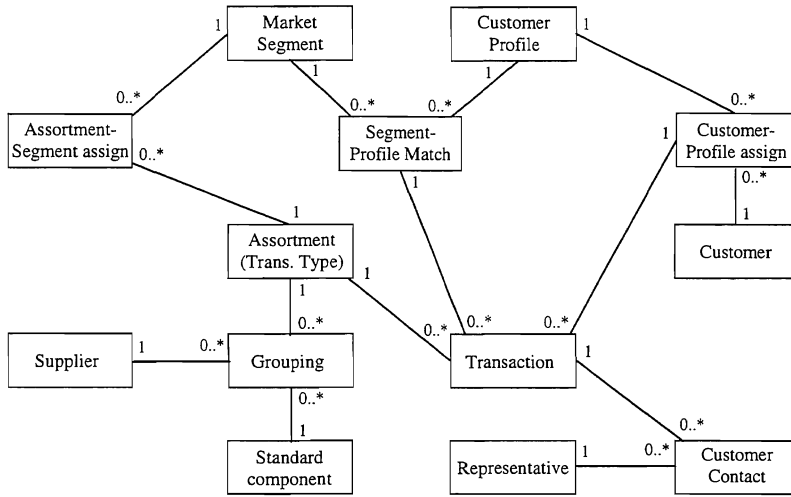 Market
Segment
Customer
Profile
1
1
1
1
0..*
0..*
0..*
0..*
Assortment-
Segment assign
Segment-
Profile Match
Customer-
Profile assign
0..*
1
1
0..*
1
1
Assortment
(Trans. Type)
Customer
1
1
0..*
0..*
0..*
0..*
Supplier
1
0..*
Grouping
Transaction
1
0..*
1
0..*
Standard
component
Representative
1
0..*
Customer
Contact